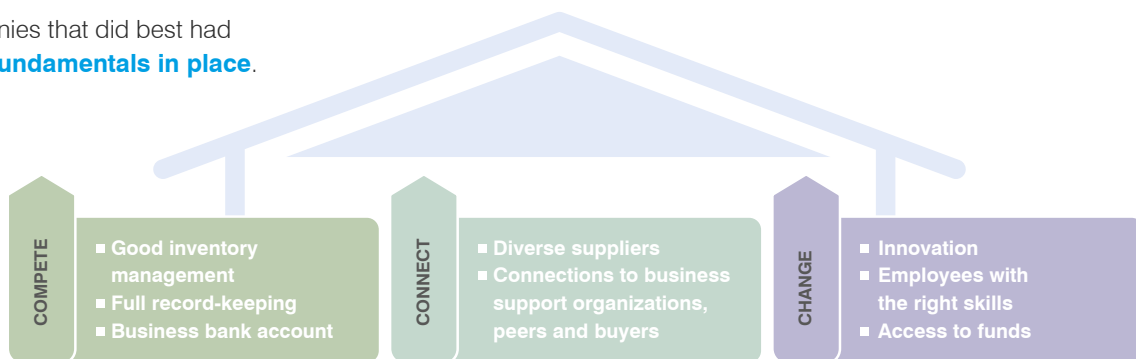 nies that did best had
undamentals in place.
COMPETE
▪ Good inventory
management
▪ Full record-keeping
▪ Business bank account
CONNECT
▪ Diverse suppliers
▪ Connections to business
support organizations,
peers and buyers
CHANGE
▪ Innovation
▪ Employees with
the right skills
▪ Access to funds